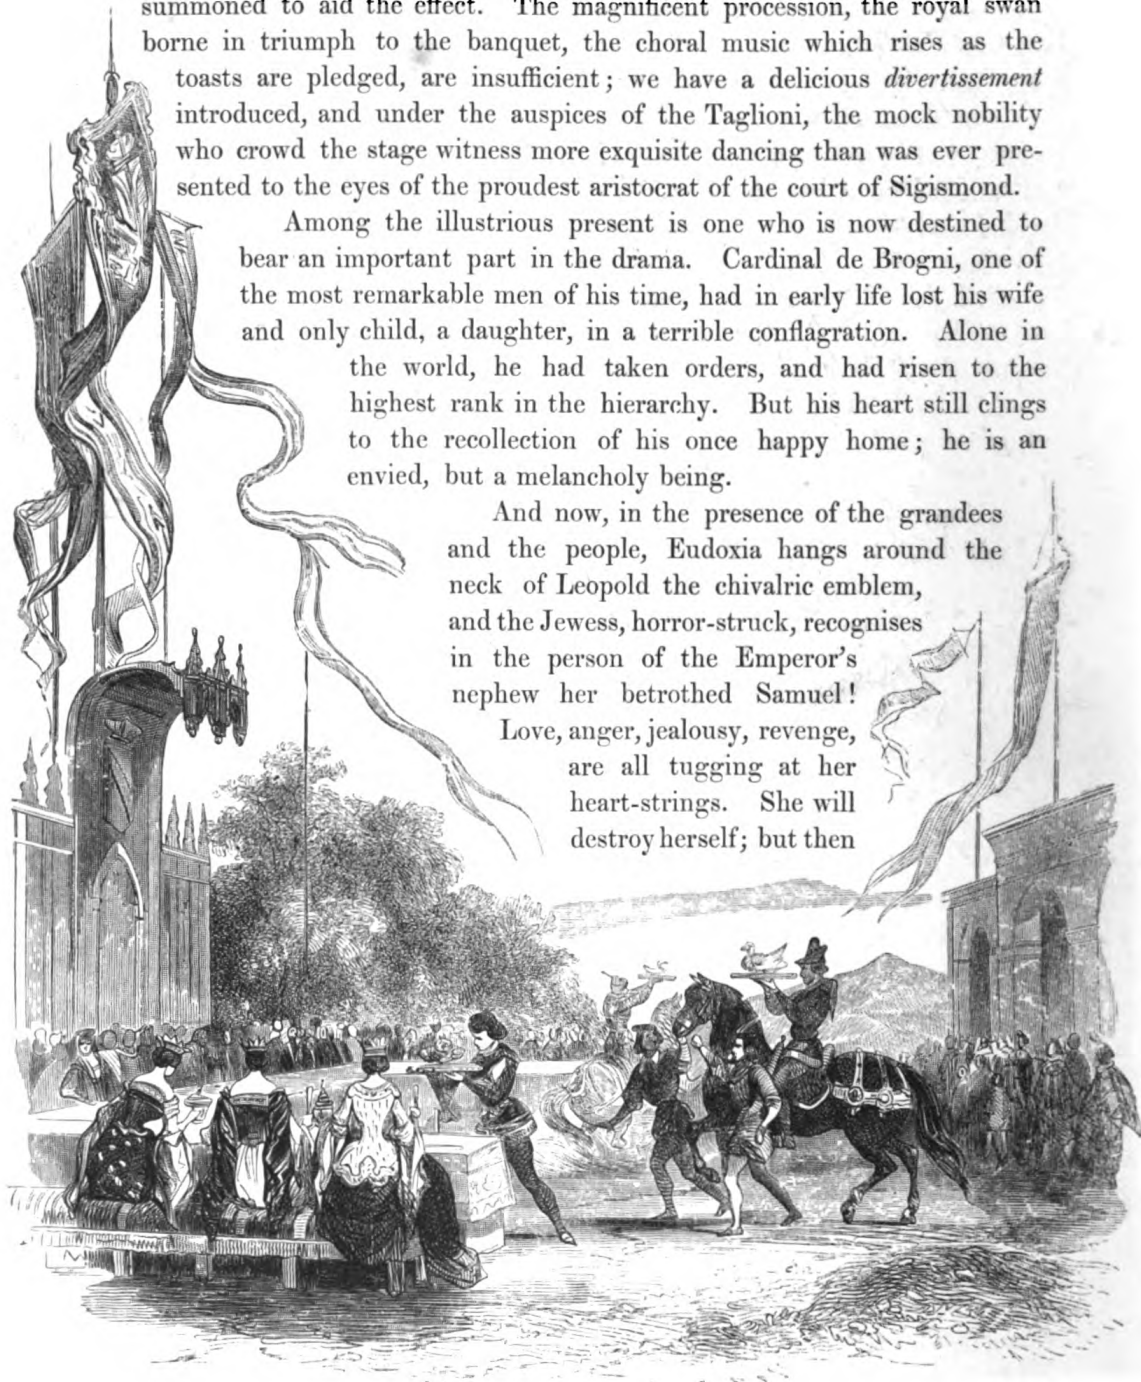 summoned to aid the effect. The magnificent procession, the royal swan
borne in triumph to the banquet, the choral music which rises as the
toasts are pledged, are insufficient; we have a delicious divertissement
introduced, and under the auspices of the Taglioni, the mock nobility
who crowd the stage witness more exquisite dancing than was ever pre-
sented to the eyes of the proudest aristocrat of the court of Sigismond.
Among the illustrious present is one who is now destined to
bear an important part in the drama. Cardinal de Brogni, one of
the most remarkable men of his time, had in early life lost his wife
and only child, a daughter, in a terrible conflagration. Alone in
the world, he had taken orders, and had risen to the
highest rank in the hierarchy. But his heart still clings
to the recollection of his once happy home; he is an
envied, but a melancholy being.
And now, in the presence of the grandees
and the people, Eudoxia hangs around the
neck of Leopold the chivalric emblem,
and the Jewess, horror-struck, recognises
in the person of the Emperor's
nephew her betrothed Samuel!
Love, anger, jealousy, revenge,
are all tugging at her
heart-strings. She will
destroy herself; but then